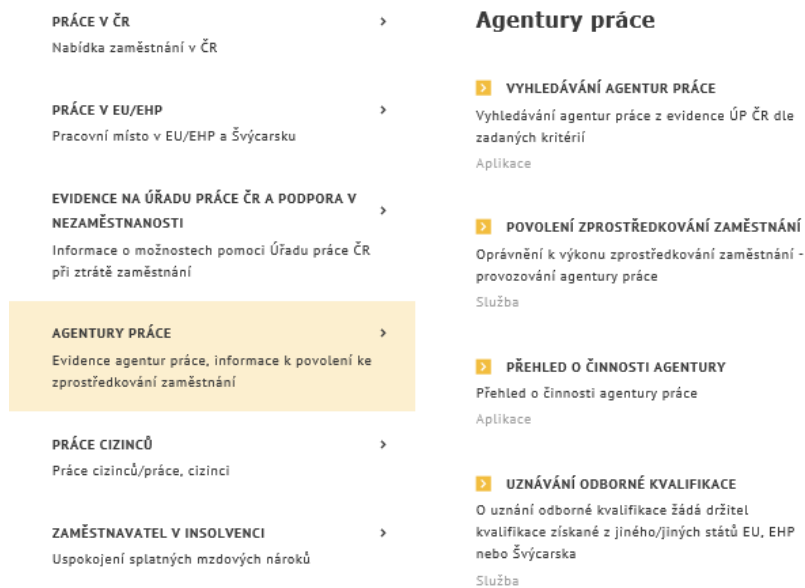 PRÁCE V ČR
Nabídka zaměstnání v ČR
PRÁCE V EU/EHP
Pracovní místo v EU/EHP a Švýcarsku
EVIDENCE NA ÚŘADU PRÁCE ČR A PODPORA V
NEZAMĚSTNANOSTI
Informace o možnostech pomoci Úřadu práce ČR
při ztrátě zaměstnání
AGENTURY PRÁCE
Evidence agentur práce, informace k povolení ke
zprostředkování zaměstnání
PRÁCE CIZINCŮ
Práce cizinců/práce, cizinci
ZAMĚSTNAVATEL V INSOLVENCI
Uspokojení splatných mzdových nároků
Agentury práce
VYHLEDÁVÁNÍ AGENTUR PRÁCE
Vyhledávání agentur práce z evidence ÚP ČR dle
zadaných kritérií
Aplikace
POVOLENÍ ZPROSTŘEDKOVÁNÍ ZAMĚSTNÁNÍ
Oprávnění k výkonu zprostředkování zaměstnání -
provozování agentury práce
Služba
PŘEHLED O ČINNOSTI AGENTURY
Přehled o činnosti agentury práce
Aplikace
UZNÁVÁNÍ ODBORNÉ KVALIFIKACE
O uznání odborné kvalifikace žádá držitel
kvalifikace získané z jiného/jiných států EU, EHP
nebo Švýcarska
Služba